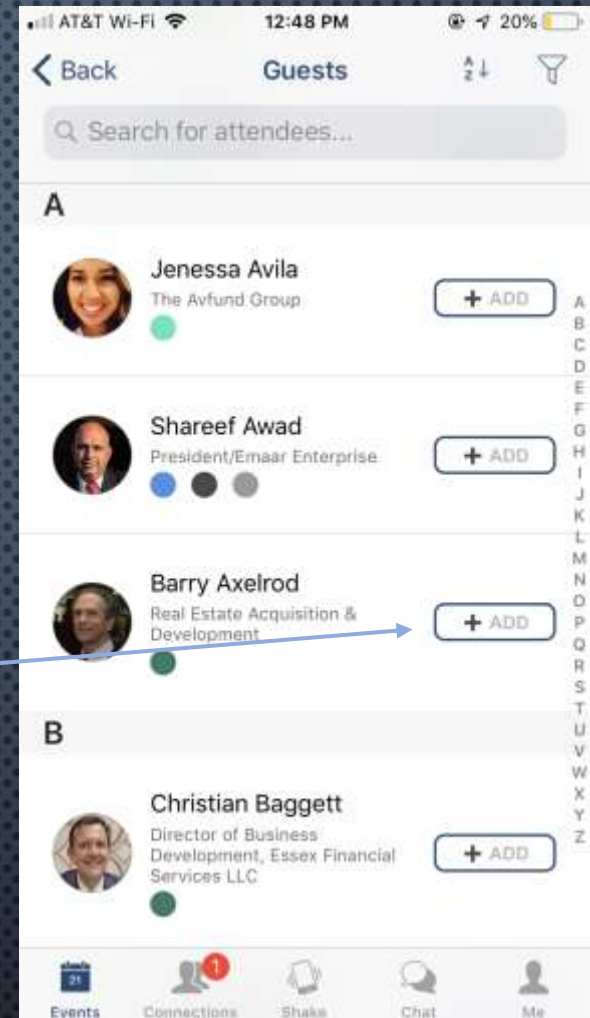 AT&T Wi-Fi 12:48 PM 20%
Back Guests
Search for attendees...
A
Jenessa Avila
The Avfund Group
+ ADD
Shareef Awad
President/Emaar Enterprise
+ ADD
Barry Axelrod
Real Estate Acquisition &
Development
+ ADD
B
Christian Baggett
Director of Business
Development, Essex Financial
Services LLC
+ ADD
A
B
C
D
E
F
G
H
I
J
K
L
M
N
O
P
Q
R
S
T
U
V
W
X
Y
Z
21 1
Events Connections Shake Chat Me